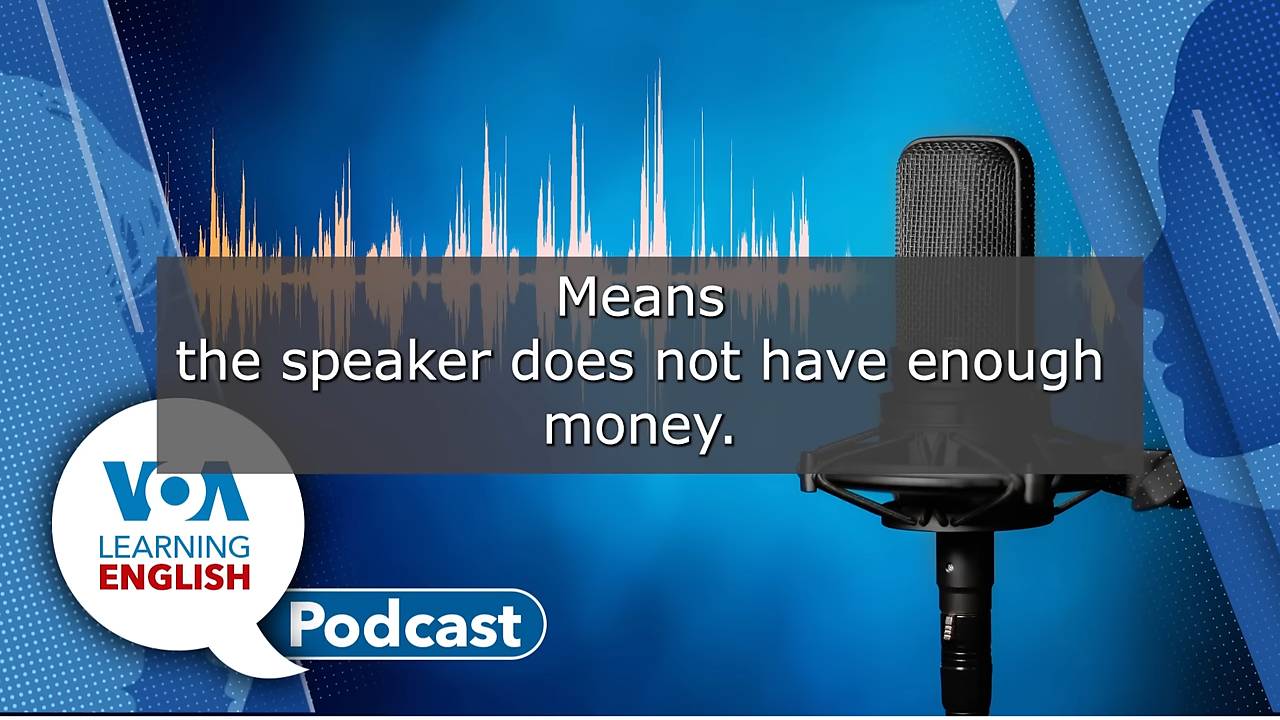 Means
the speaker does not have enough
money.
VOA
LEARNING
ENGLISH
Podcast